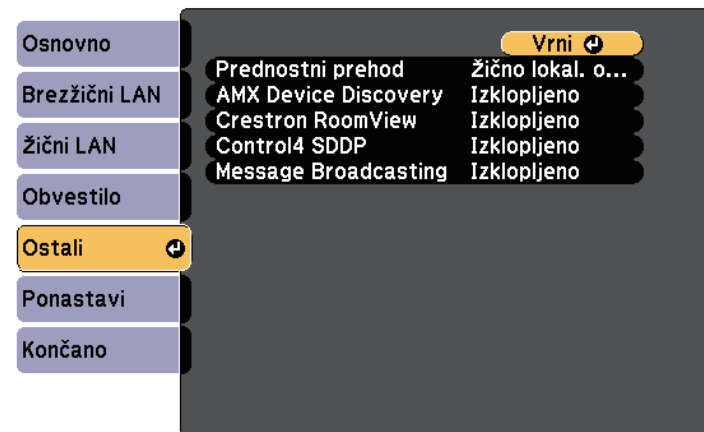 Osnovno
Brezžični LAN
Žični LAN
Obvestilo
Ostali
Ponastavi
Končano
Vrni
Prednostni prehod Žično lokal. o...
AMX Device Discovery Izklopljeno
Crestron RoomView Izklopljeno
Control4 SDDP Izklopljeno
Message Broadcasting Izklopljeno